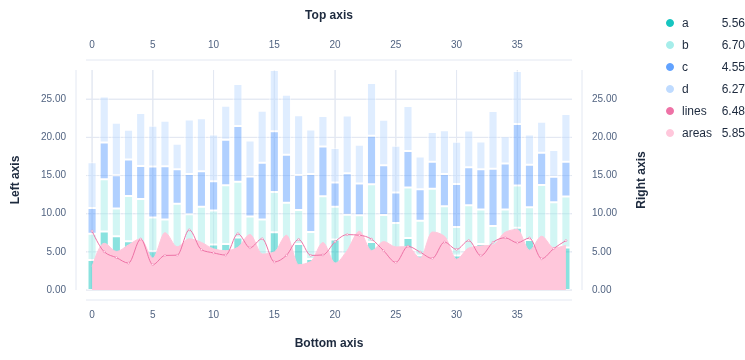 Top axis
0 5 10 15 20 25 30 35
a 5.56
b 6.70
c 4.55
d 6.27
lines 6.48
areas 5.85
Left axis
25.00
20.00
15.00
10.00
5.00
0.00
25.00
20.00
15.00
10.00
5.00
0.00
Right axis
0 5 10 15 20 25 30 35
Bottom axis